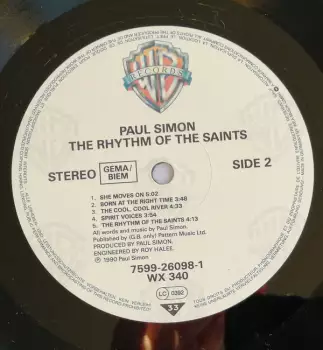 RECORDS
PAUL SIMON
THE RHYTHM OF THE SAINTS
STEREO GEMA/ BIEM SIDE 2
1. SHE MOVES ON 5:02
2. BORN AT THE RIGHT TIME 3:48
3. THE COOL, COOL RIVER 4:33
4. SPIRIT VOICES 3:54
5. THE RHYTHM OF THE SAINTS 4:13
All words and music by Paul Simon.
Published by (G.B. only) Pattern Music Ltd.
PRODUCED BY PAUL SIMON.
ENGINEERED BY ROY HALEE.
℗ 1990 Paul Simon.
7599-26098-1
WX 340
LC 0392
33